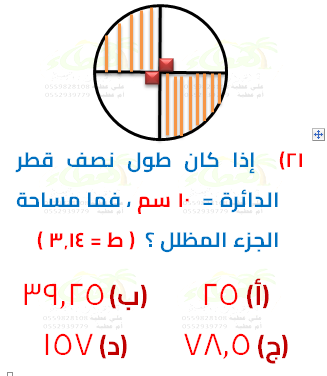 ٢١) إذا كان طول نصف قطر
الدائرة = ١٠ سم ، فما مساحة
الجزء المظلل ؟ ( ط = ٣,١٤ )
(أ) ٢٥ (ب) ٣٩,٢٥
(ج) ٧٨,٥ (د) ١٥٧